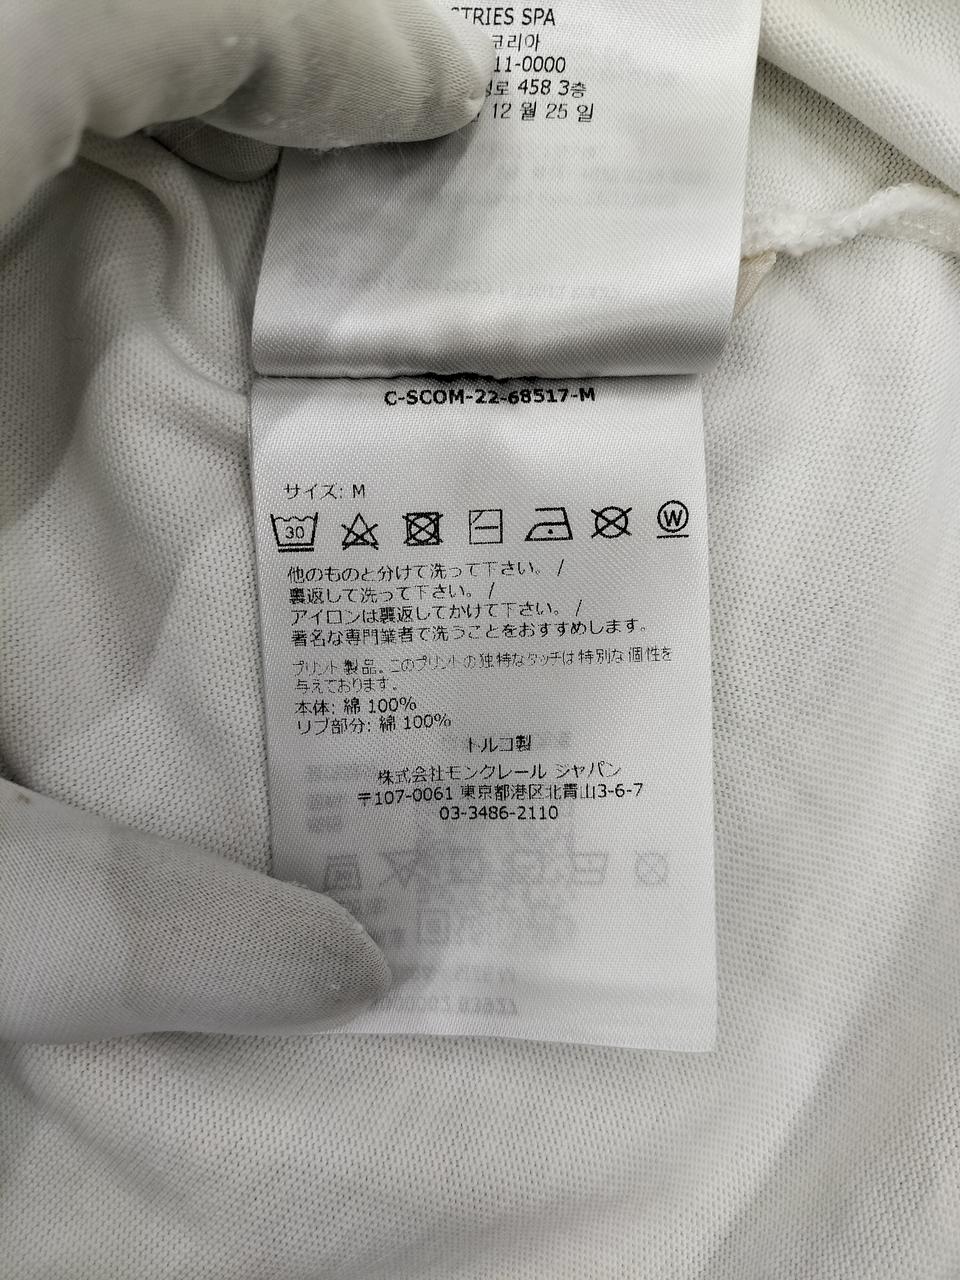 STRIES SPA
코리아
11-0000
로 458 3층
12 월 25 일
C-SCOM-22-68517-M
サイズ: M
30 W
他のものと分けて洗って下さい。 /
裏返して洗って下さい。 /
アイロンは裏返してかけて下さい。 /
著名な専門業者で洗うことをおすすめします。
プリント製品。このプリントの独特なタッチは特別な個性を
与えております。
本体: 綿 100%
リブ部分: 綿 100%
トルコ製
株式会社モンクレール ジャパン
〒107-0061 東京都港区北青山3-6-7
03-3486-2110